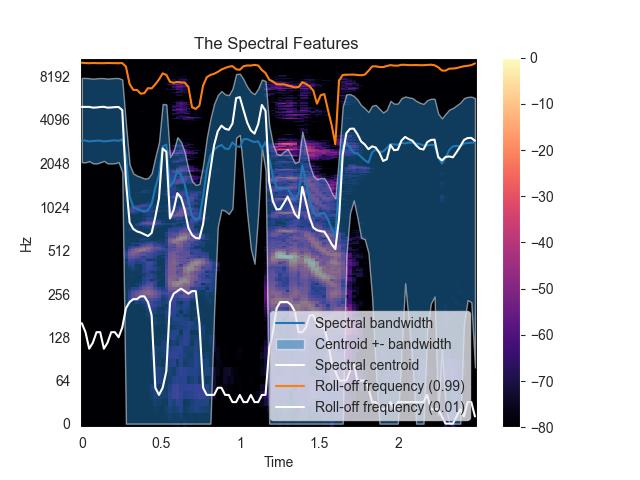 The Spectral Features
Hz
8192
4096
2048
1024
512
256
128
64
0
0
0.5
1
1.5
2
Time
Spectral bandwidth
Centroid +- bandwidth
Spectral centroid
Roll-off frequency (0.99)
Roll-off frequency (0.01)
0
−10
−20
−30
−40
−50
−60
−70
−80